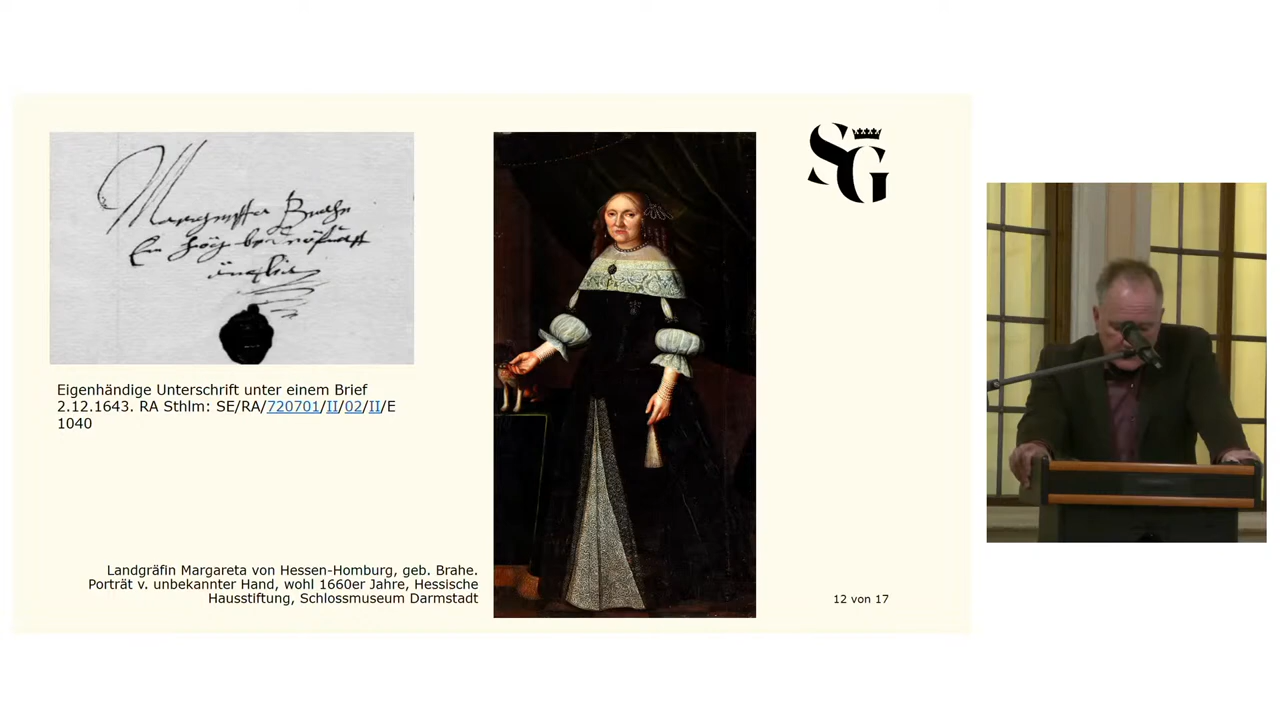 Margretta Brahe
Eigenhändige Unterschrift unter einem Brief
2.12.1643. RA Sthlm: SE/RA/720701/II/02/II/E
1040
SG
Landgräfin Margareta von Hessen-Homburg, geb. Brahe.
Porträt v. unbekannter Hand, wohl 1660er Jahre, Hessische
Hausstiftung, Schlossmuseum Darmstadt
12 von 17